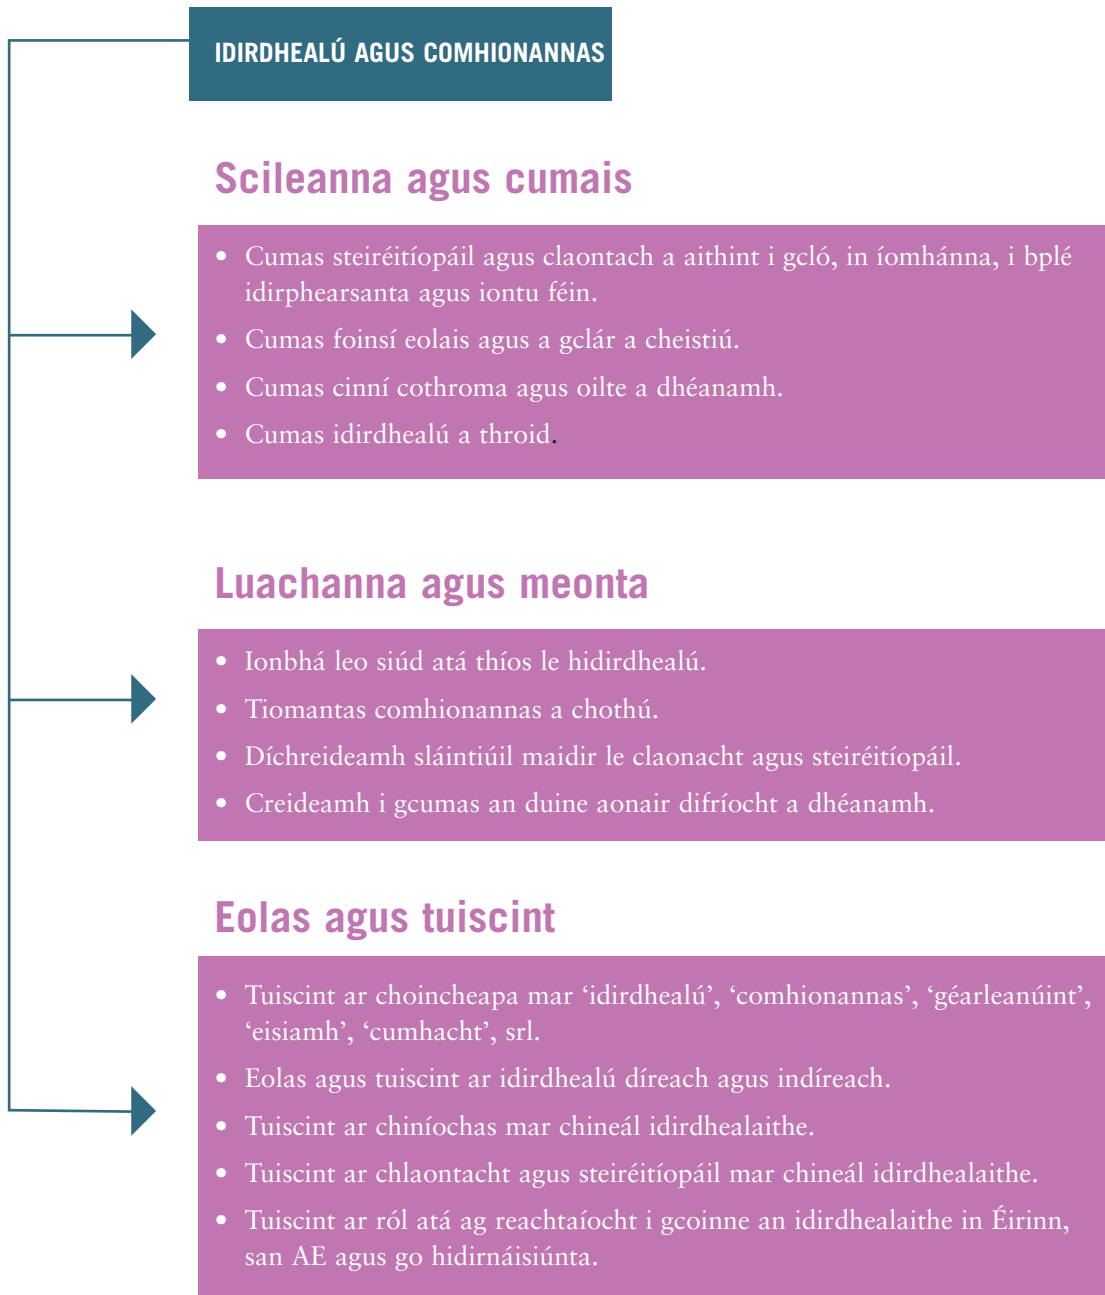 IDIRDHEALÚ AGUS COMHIONANNAS
Scileanna agus cumais
• Cumas steiréitíopáil agus claontach a aithint i gcló, in íomhánna, i bplé
idirphearsanta agus iontu féin.
• Cumas foinsí eolais agus a gclár a cheistiú.
• Cumas cinní cothroma agus oilte a dhéanamh.
• Cumas idirdhealú a throid.
Luachanna agus meonta
• Ionbhá leo siúd atá thíos le hidirdhealú.
• Tiomantas comhionannas a chothú.
• Díchreideamh sláintiúil maidir le claonacht agus steiréitíopáil.
• Creideamh i gcumas an duine aonair difríocht a dhéanamh.
Eolas agus tuiscint
• Tuiscint ar choincheapa mar ‘idirdhealú’, ‘comhionannas’, ‘géarleanúint’,
‘eisiamh’, ‘cumhacht’, srl.
• Eolas agus tuiscint ar idirdhealú díreach agus indíreach.
• Tuiscint ar chiníochas mar chineál idirdhealaithe.
• Tuiscint ar chlaontacht agus steiréitíopáil mar chineál idirdhealaithe.
• Tuiscint ar ról atá ag reachtaíocht i gcoinne an idirdhealaithe in Éirinn,
san AE agus go hidirnáisiúnta.